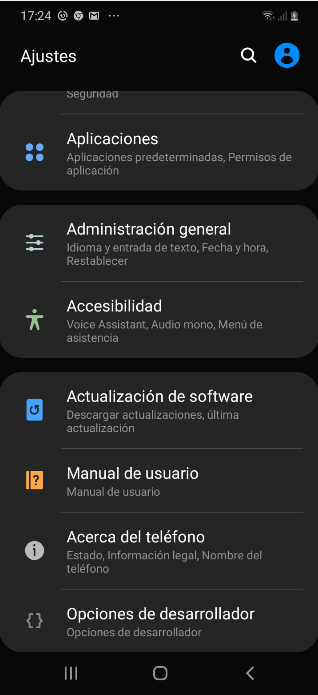 17:24
Ajustes
Seguridad
Aplicaciones
Aplicaciones predeterminadas, Permisos de
aplicación
Administración general
Idioma y entrada de texto, Fecha y hora,
Restablecer
Accesibilidad
Voice Assistant, Audio mono, Menú de
asistencia
Actualización de software
Descargar actualizaciones, última
actualización
Manual de usuario
Manual de usuario
Acerca del teléfono
Estado, Información legal, Nombre del
teléfono
Opciones de desarrollador
Opciones de desarrollador